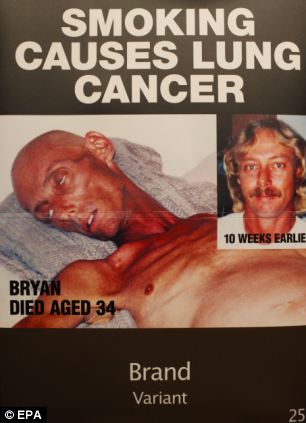 SMOKING
CAUSES LUNG
CANCER
10 WEEKS EARLIE
BRYAN
DIED AGED 34
Brand
Variant
25
© EPA